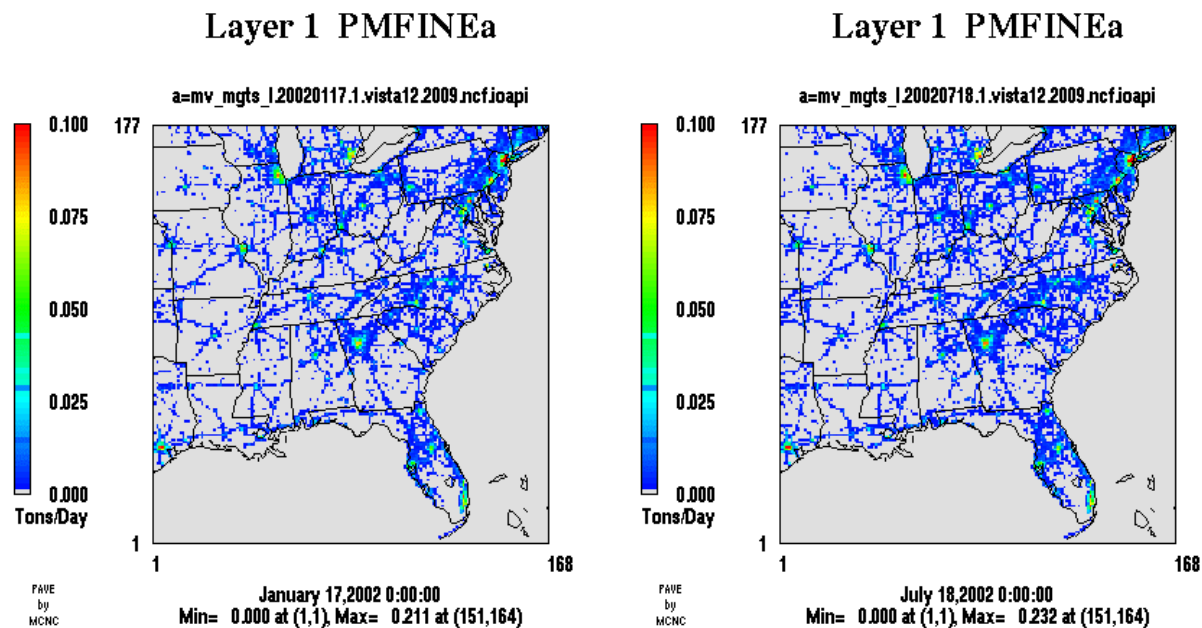 Layer 1 PMFINEa
a=mv_mgts_l.20020117.1.vista12.2009.ncf.ioapi
0.100
0.075
0.050
0.025
0.000
Tons/Day
177
1
1
168
PAVE
by
MCNC
January 17,2002 0:00:00
Min= 0.000 at (1,1), Max= 0.211 at (151,164)
Layer 1 PMFINEa
a=mv_mgts_l.20020718.1.vista12.2009.ncf.ioapi
0.100
0.075
0.050
0.025
0.000
Tons/Day
177
1
1
168
PAVE
by
MCNC
July 18,2002 0:00:00
Min= 0.000 at (1,1), Max= 0.232 at (151,164)